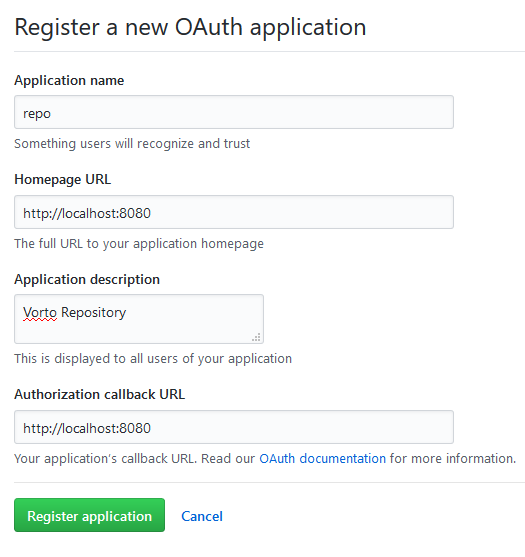 Register a new OAuth application
Application name
repo
Something users will recognize and trust
Homepage URL
http://localhost:8080
The full URL to your application homepage
Application description
Vorto Repository
This is displayed to all users of your application
Authorization callback URL
http://localhost:8080
Your application's callback URL. Read our OAuth documentation for more information.
Register application Cancel